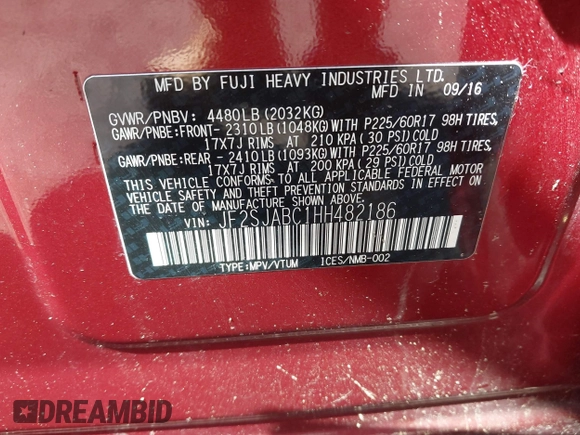 MFD BY FUJI HEAVY INDUSTRIES LTD.
MFD IN 09/16
GVWR/PNBV: 4480LB(2032KG)
GAWR/PNBE:FRONT-2310LB(1048KG)WITH P225/60R17 98H TIRES,
17X7J RIMS AT 210 KPA(30 PSI)COLD
GAWR/PNBE:REAR -2410LB(1093KG)WITH P225/60R17 98H TIRES,
17X7J RIMS AT 200 KPA(29 PSI)COLD
THIS VEHICLE CONFORMS TO ALL APPLICABLE FEDERAL MOTOR
VEHICLE SAFETY AND THEFT PREVENTION STANDARDS IN EFFECT
ON THE DATE OF MANUFACTURE SHOWN ABOVE.
VIN: JF2SJABC1HH482186
TYPE:MPV/VTUM ICES/NMB-002
DREAMBID